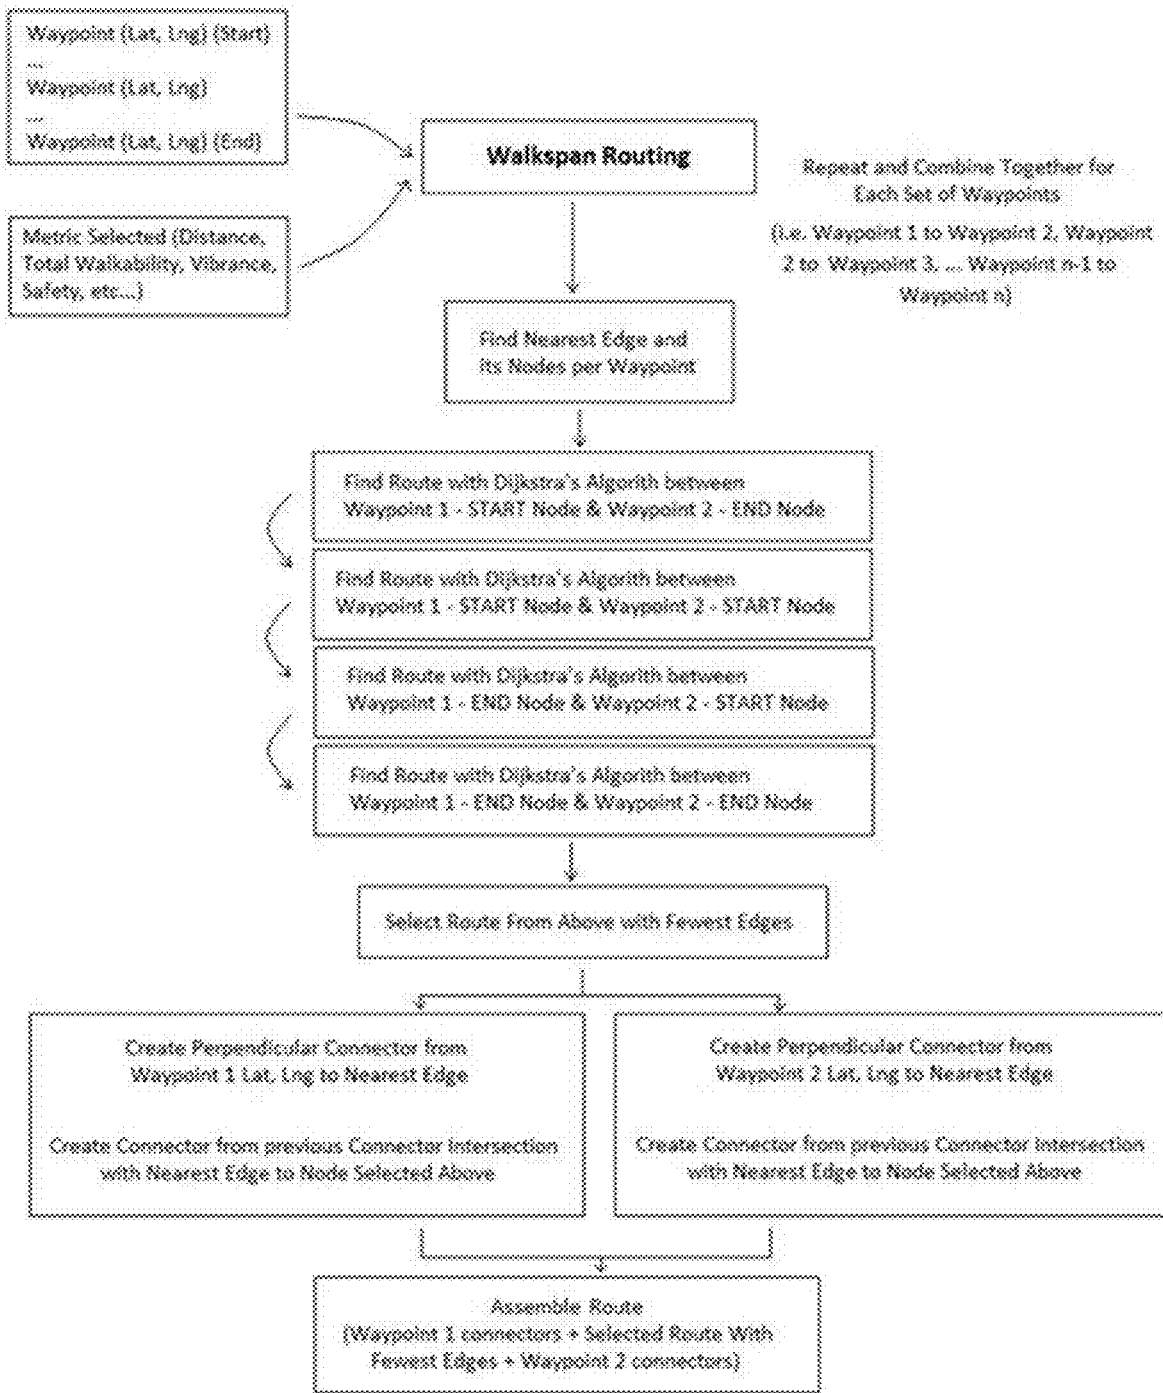 Waypoint (Lat, Lng) (Start)
...
Waypoint (Lat, Lng)
...
Waypoint (Lat, Lng) (End)
Walkspan Routing
Repeat and Combine Together for
Each Set of Waypoints
(i.e. Waypoint 1 to Waypoint 2, Waypoint
2 to Waypoint 3, ... Waypoint n-1 to
Waypoint n)
Metric Selected (Distance,
Total Walkability, Vibrance,
Safety, etc...)
Find Nearest Edge and
its Nodes per Waypoint
Find Route with Dijkstra's Algorith between
Waypoint 1 - START Node & Waypoint 2 - END Node
Find Route with Dijkstra's Algorith between
Waypoint 1 - START Node & Waypoint 2 - START Node
Find Route with Dijkstra's Algorith between
Waypoint 1 - END Node & Waypoint 2 - START Node
Find Route with Dijkstra's Algorith between
Waypoint 1 - END Node & Waypoint 2 - END Node
Select Route From Above with Fewest Edges
Create Perpendicular Connector from
Waypoint 1 Lat, Lng to Nearest Edge
Create Connector from previous Connector Intersection
with Nearest Edge to Node Selected Above
Create Perpendicular Connector from
Waypoint 2 Lat, Lng to Nearest Edge
Create Connector from previous Connector Intersection
with Nearest Edge to Node Selected Above
Assemble Route
(Waypoint 1 connectors + Selected Route With
Fewest Edges + Waypoint 2 connectors)